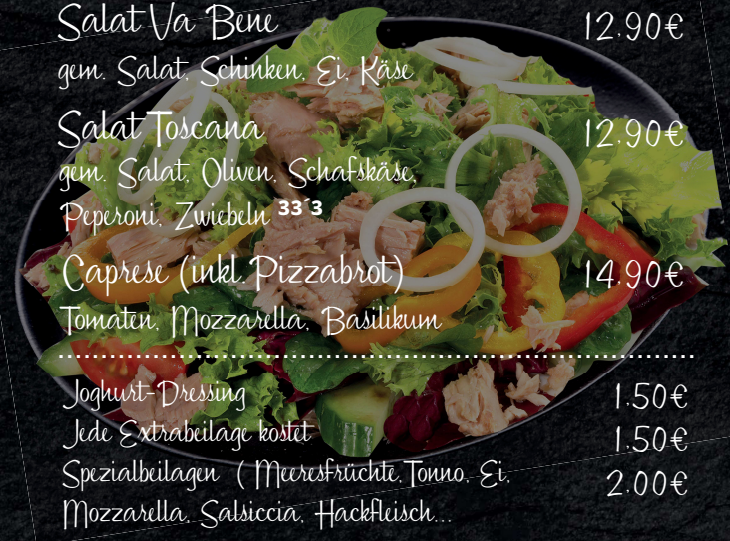 Salat Va Bene 12,90€
gem. Salat, Schinken, Ei, Käse
Salat Toscana 12,90€
gem. Salat, Oliven, Schafskäse,
Peperoni, Zwiebeln 33´3
Caprese (inkl. Pizzabrot) 14,90€
Tomaten, Mozzarella, Basilikum
Joghurt-Dressing 1,50€
Jede Extrabeilage kostet 1,50€
Spezialbeilagen ( Meeresfrüchte, Tonno, Ei, 2,00€
Mozzarella, Salsiccia, Hackfleisch...